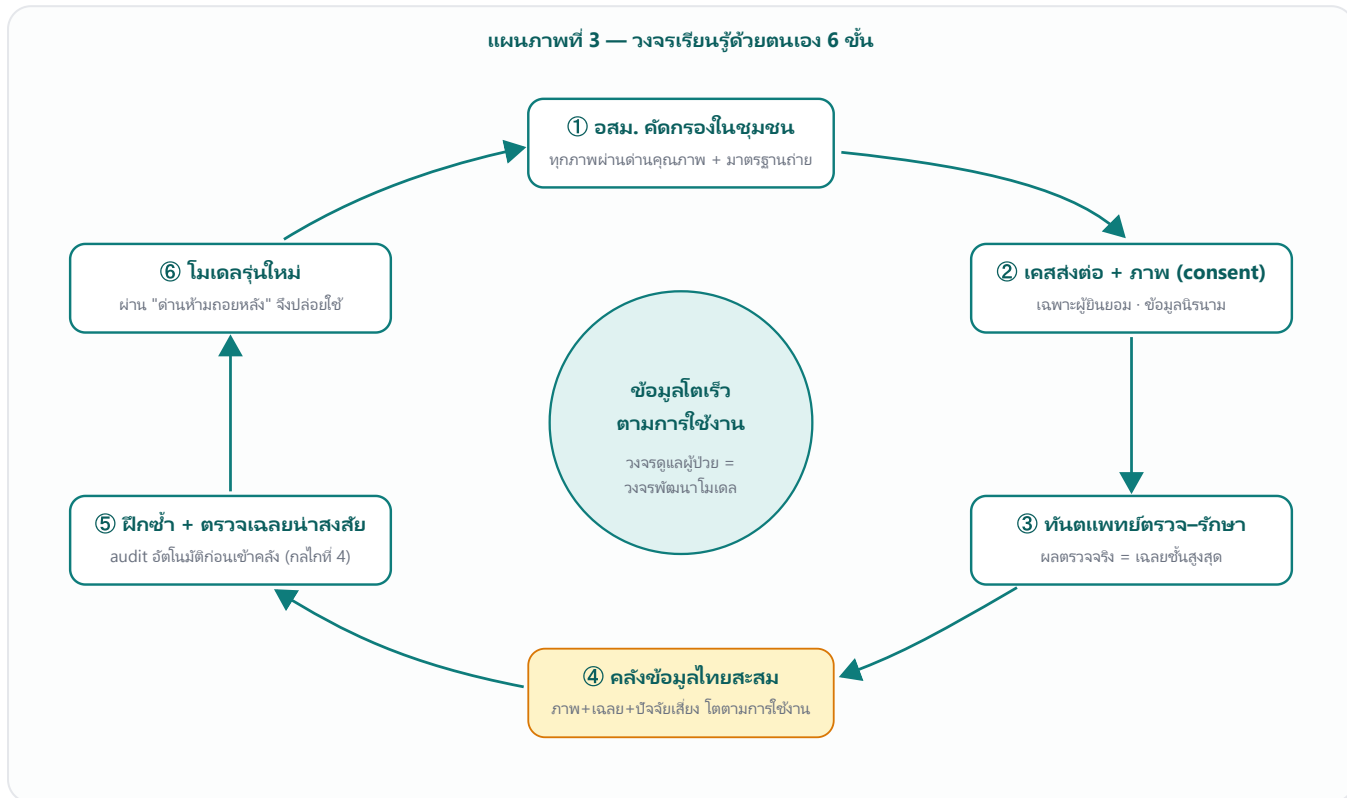 แผนภาพที่ 3 — วงจรเรียนรู้ด้วยตนเอง 6 ขั้น
① อสม. คัดกรองในชุมชน
ทุกภาพผ่านด่านคุณภาพ + มาตรฐานถ่าย
② เคสส่งต่อ + ภาพ (consent)
เฉพาะผู้ยินยอม · ข้อมูลนิรนาม
③ ทันตแพทย์ตรวจ–รักษา
ผลตรวจจริง = เฉลยชั้นสูงสุด
④ คลังข้อมูลไทยสะสม
ภาพ+เฉลย+ปัจจัยเสี่ยง โตตามการใช้งาน
⑤ ฝึกซ้ำ + ตรวจเฉลยน่าสงสัย
audit อัตโนมัติก่อนเข้าคลัง (กลไกที่ 4)
⑥ โมเดลรุ่นใหม่
ผ่าน "ด่านห้ามถอยหลัง" จึงปล่อยใช้
ข้อมูลโตเร็ว
ตามการใช้งาน
วงจรดูแลผู้ป่วย =
วงจรพัฒนาโมเดล